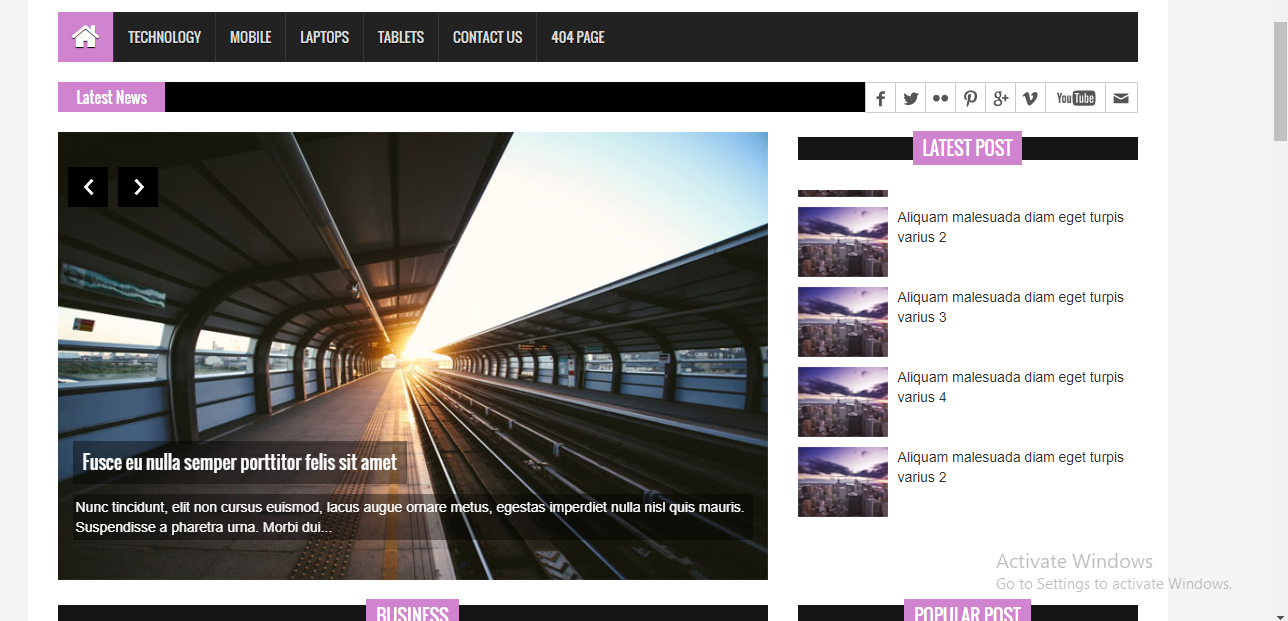 TECHNOLOGY MOBILE LAPTOPS TABLETS CONTACT US 404 PAGE
Latest News
You Tube
LATEST POST
Aliquam malesuada diam eget turpis
varius 2
Aliquam malesuada diam eget turpis
varius 3
Aliquam malesuada diam eget turpis
varius 4
Aliquam malesuada diam eget turpis
varius 2
Fusce eu nulla semper porttitor felis sit amet
Nunc tincidunt, elit non cursus euismod, lacus augue ornare metus, egestas imperdiet nulla nisl quis mauris.
Suspendisse a pharetra urna. Morbi dui...
Activate Windows
Go to Settings to activate Windows.
BUSINESS
POPULAR POST